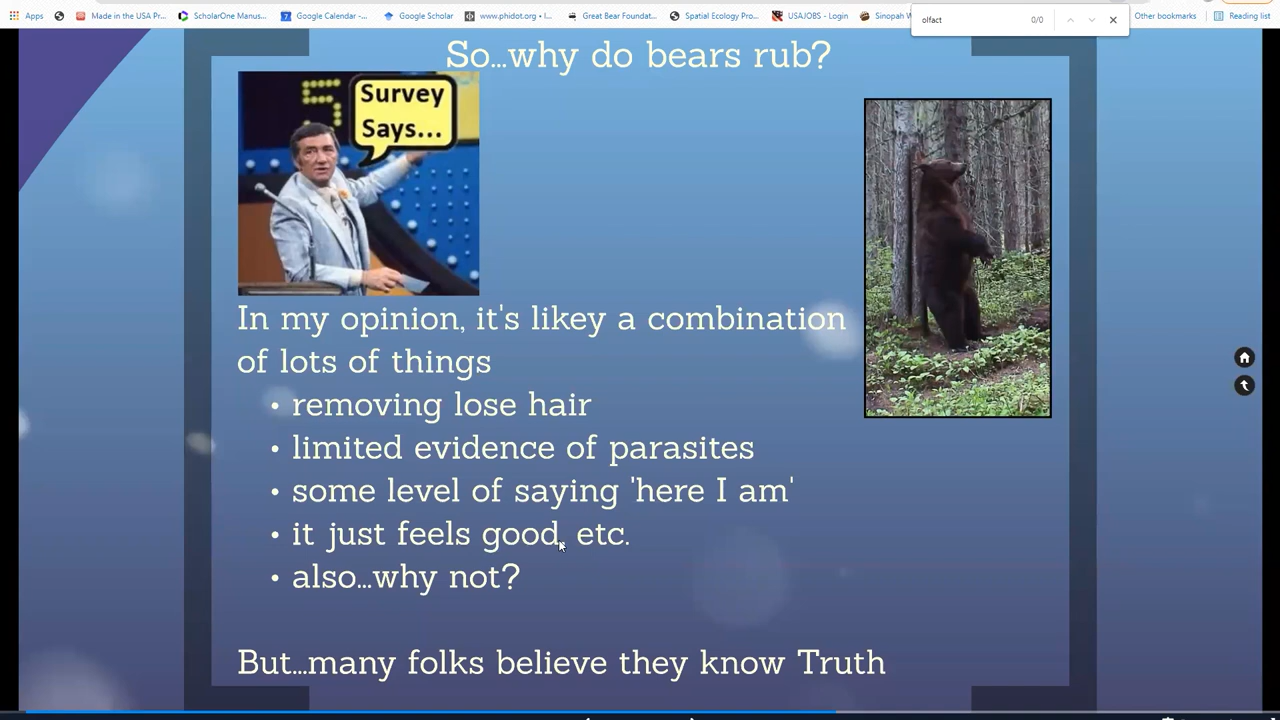 Apps
Made in the USA Pr...
ScholarOne Manus...
Google Calendar -...
Google Scholar
www.phidot.org • I...
Great Bear Foundat...
Spatial Ecology Pro...
USAJOBS - Login
Sinopah W
olfact
0/0
Other bookmarks
Reading list
So...why do bears rub?
5
Survey
Says...
In my opinion, it's likey a combination
of lots of things
• removing lose hair
• limited evidence of parasites
• some level of saying 'here I am'
• it just feels good, etc.
• also...why not?
But...many folks believe they know Truth